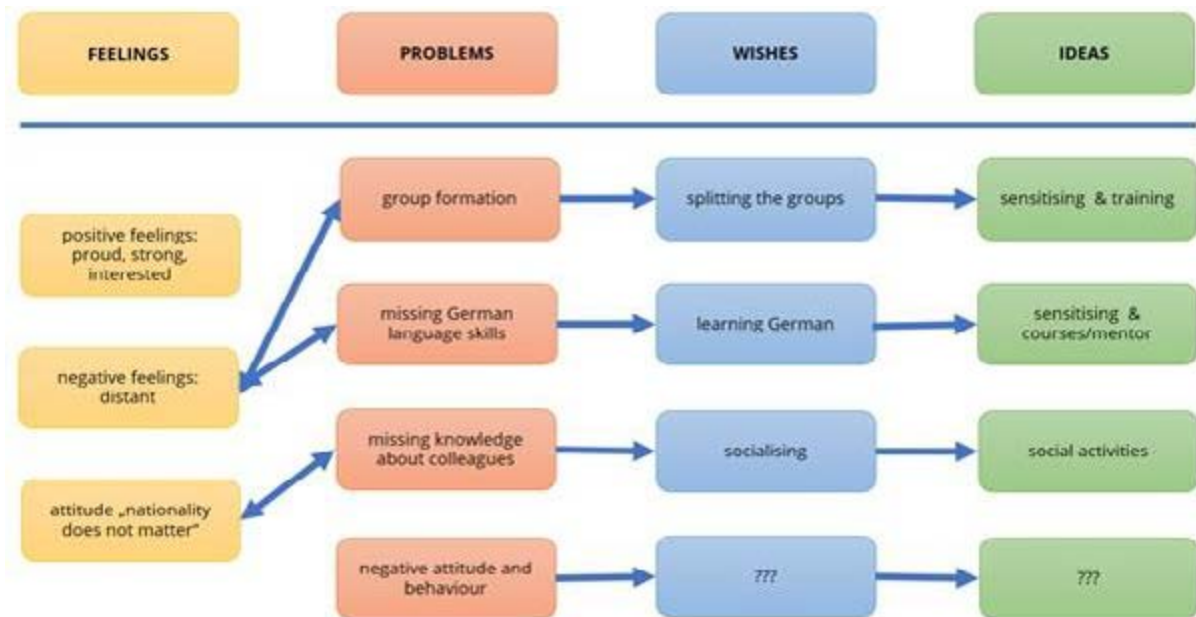 FEELINGS
PROBLEMS
WISHES
IDEAS
group formation
splitting the groups
sensitising & training
positive feelings:
proud, strong,
interested
missing German
language skills
learning German
sensitising &
courses/mentor
negative feelings:
distant
missing knowledge
about colleagues
socialising
social activities
attitude „nationality
does not matter“
negative attitude and
behaviour
???
???